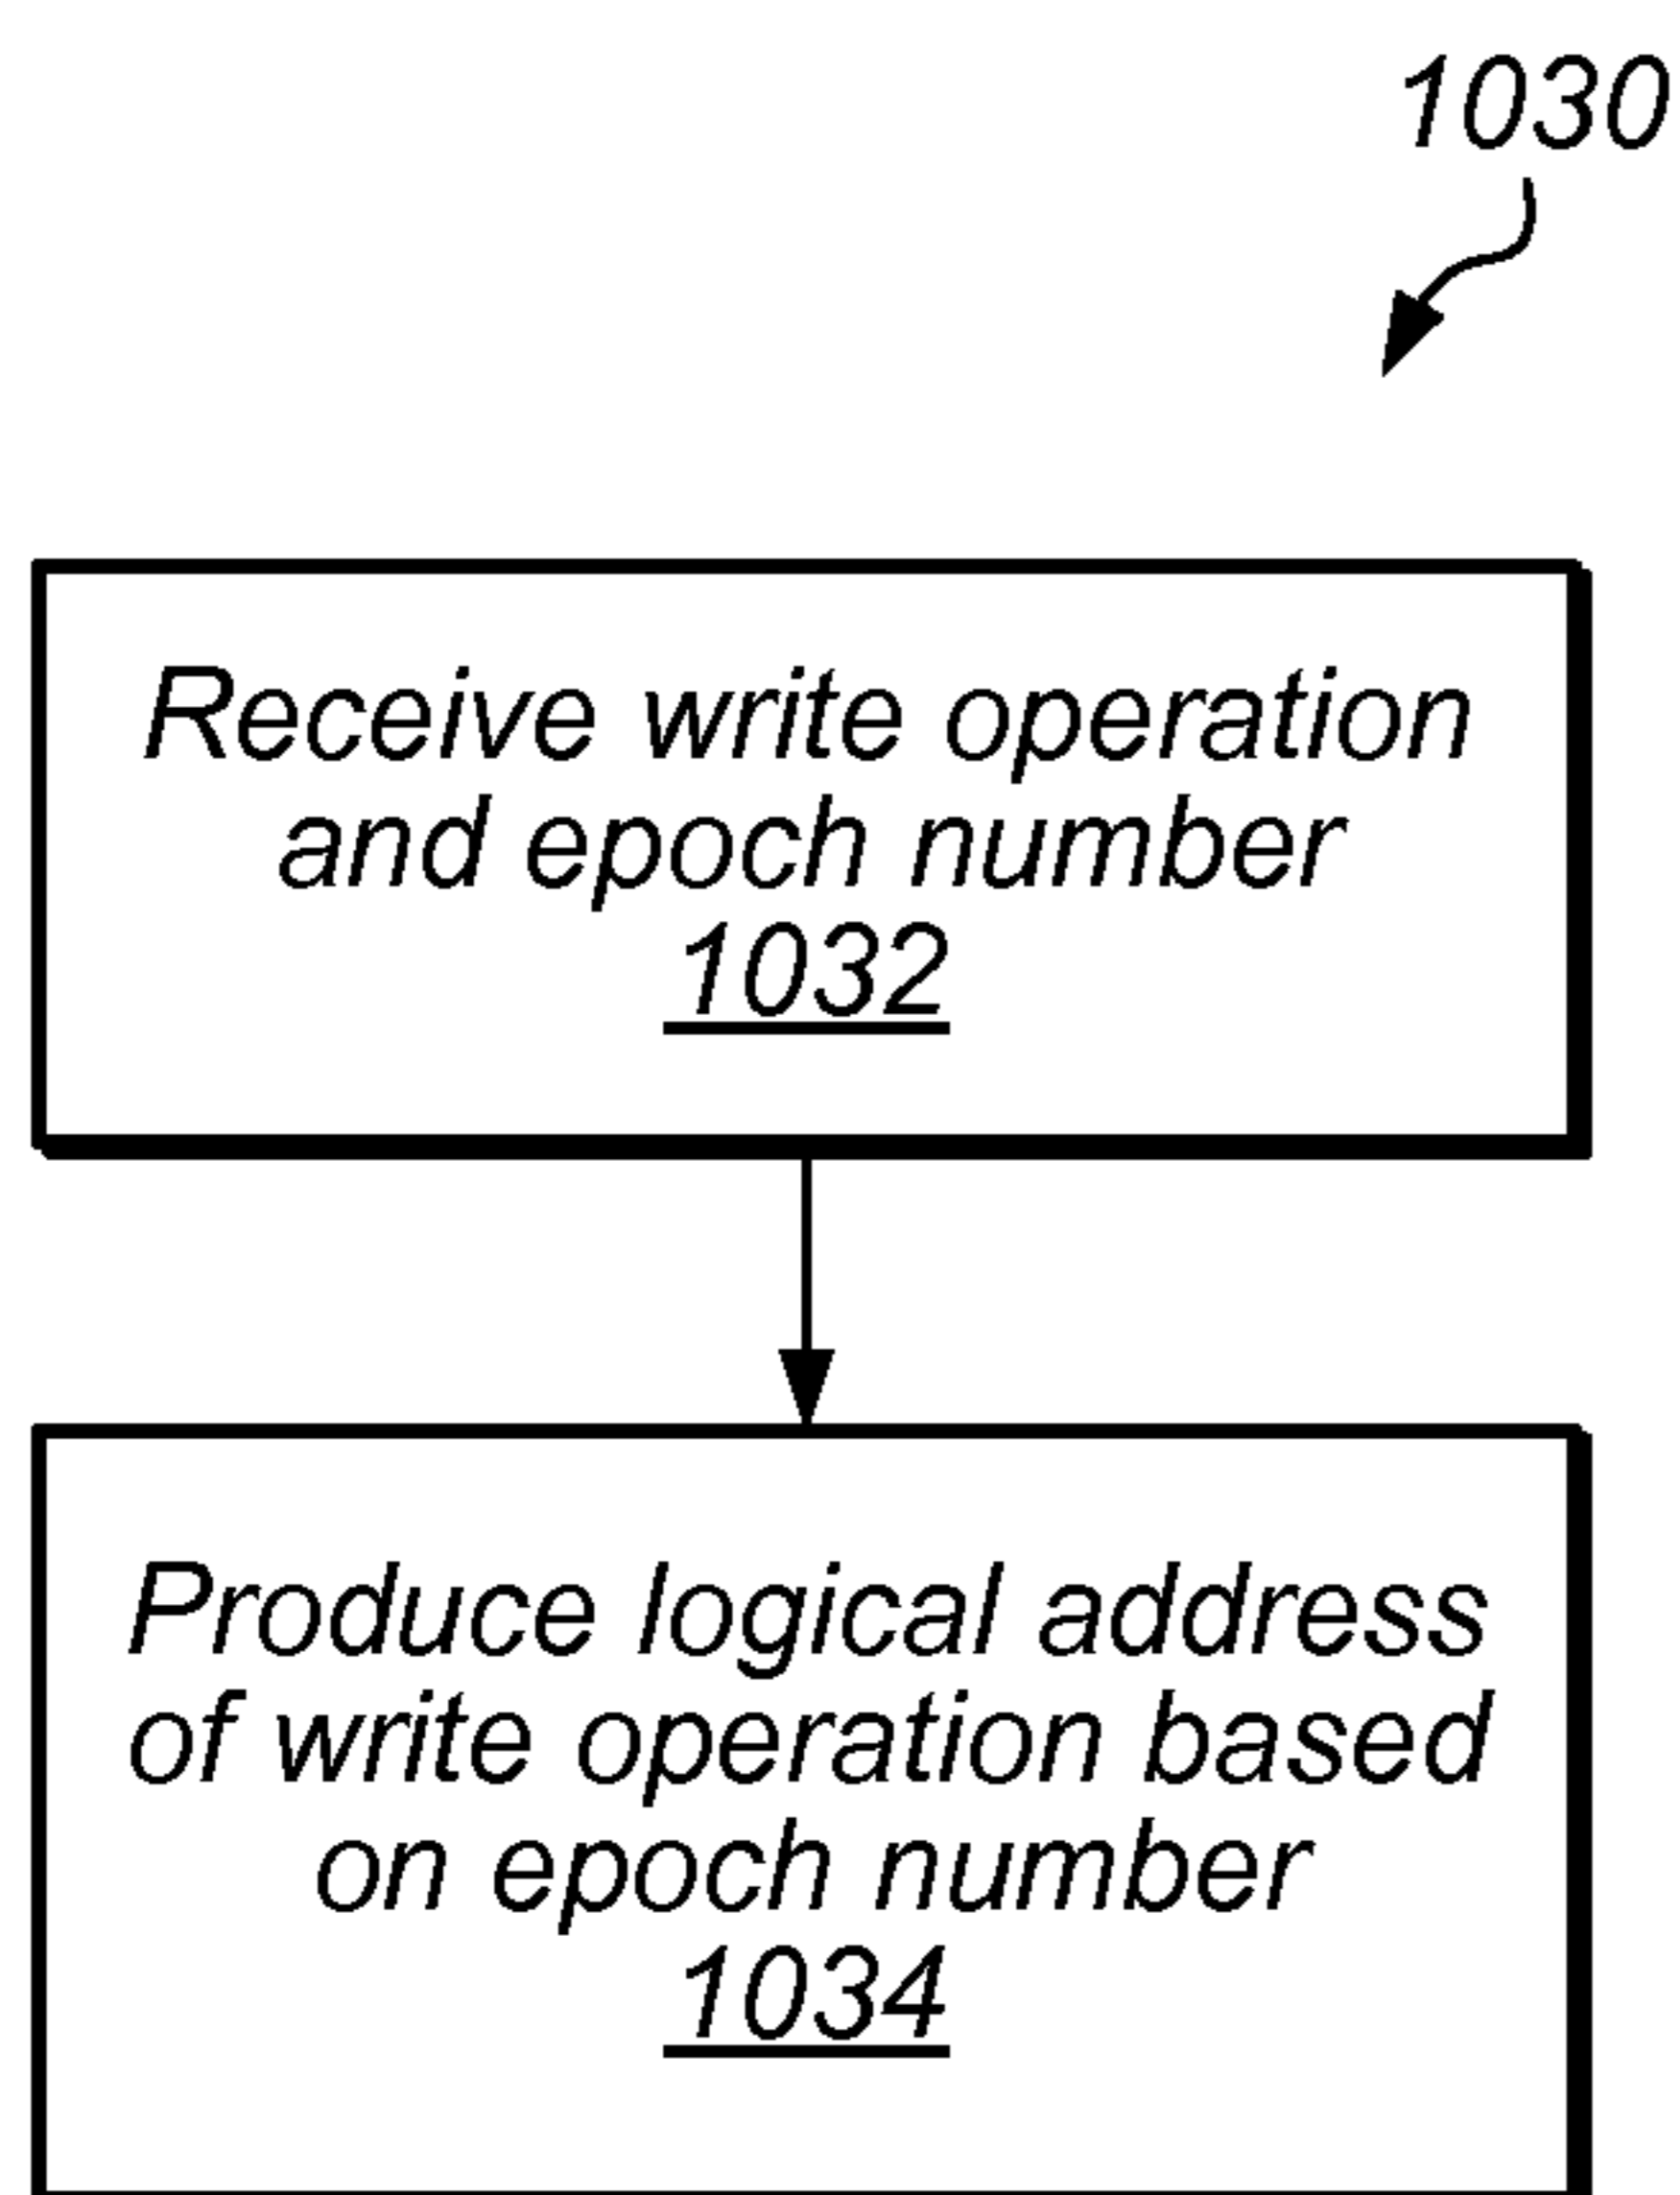 1030
Receive write operation
and epoch number
1032
Produce logical address
of write operation based
on epoch number
1034